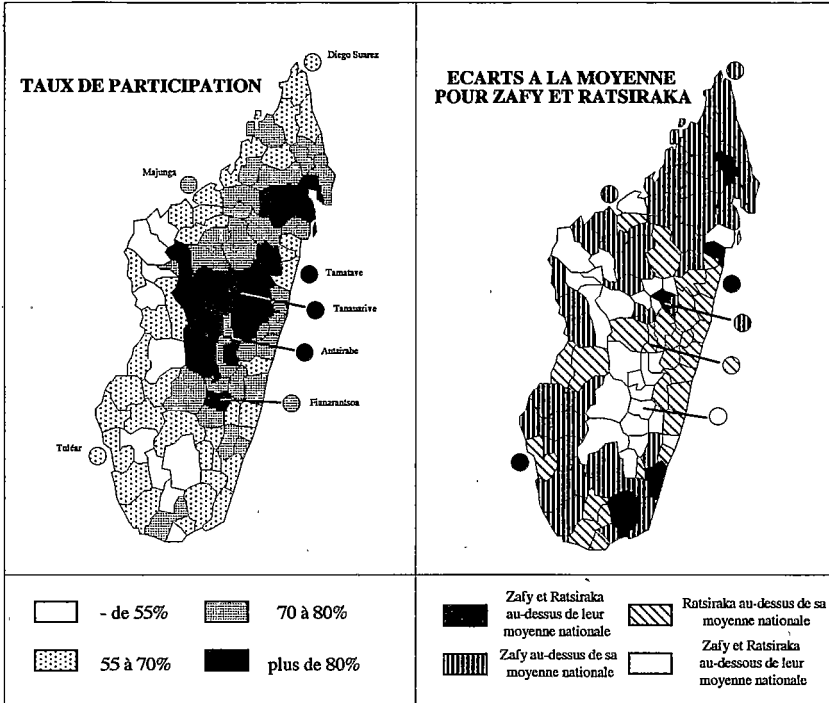 TAUX DE PARTICIPATION
Diego Suarez
Majunga
Tamatave
Tananarive
Antsirabe
Fianarantsoa
Tuléar
- de 55%
70 à 80%
55 à 70%
plus de 80%
ECARTS A LA MOYENNE
POUR ZAFY ET RATSIRAKA
Zafy et Ratsiraka
au-dessus de leur
moyenne nationale
Ratsiraka au-dessus de sa
moyenne nationale
Zafy au-dessus de sa
moyenne nationale
Zafy et Ratsiraka
au-dessous de leur
moyenne nationale